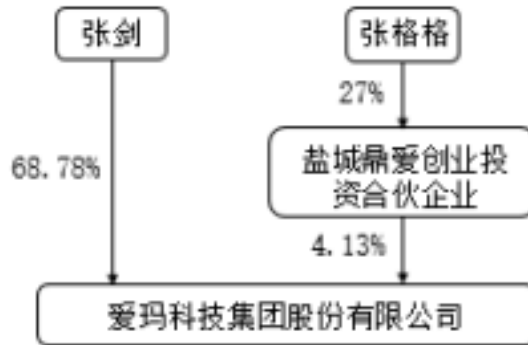 张剑
张格格
27%
68.78%
盐城鼎爱创业投
资合伙企业
4.13%
爱玛科技集团股份有限公司